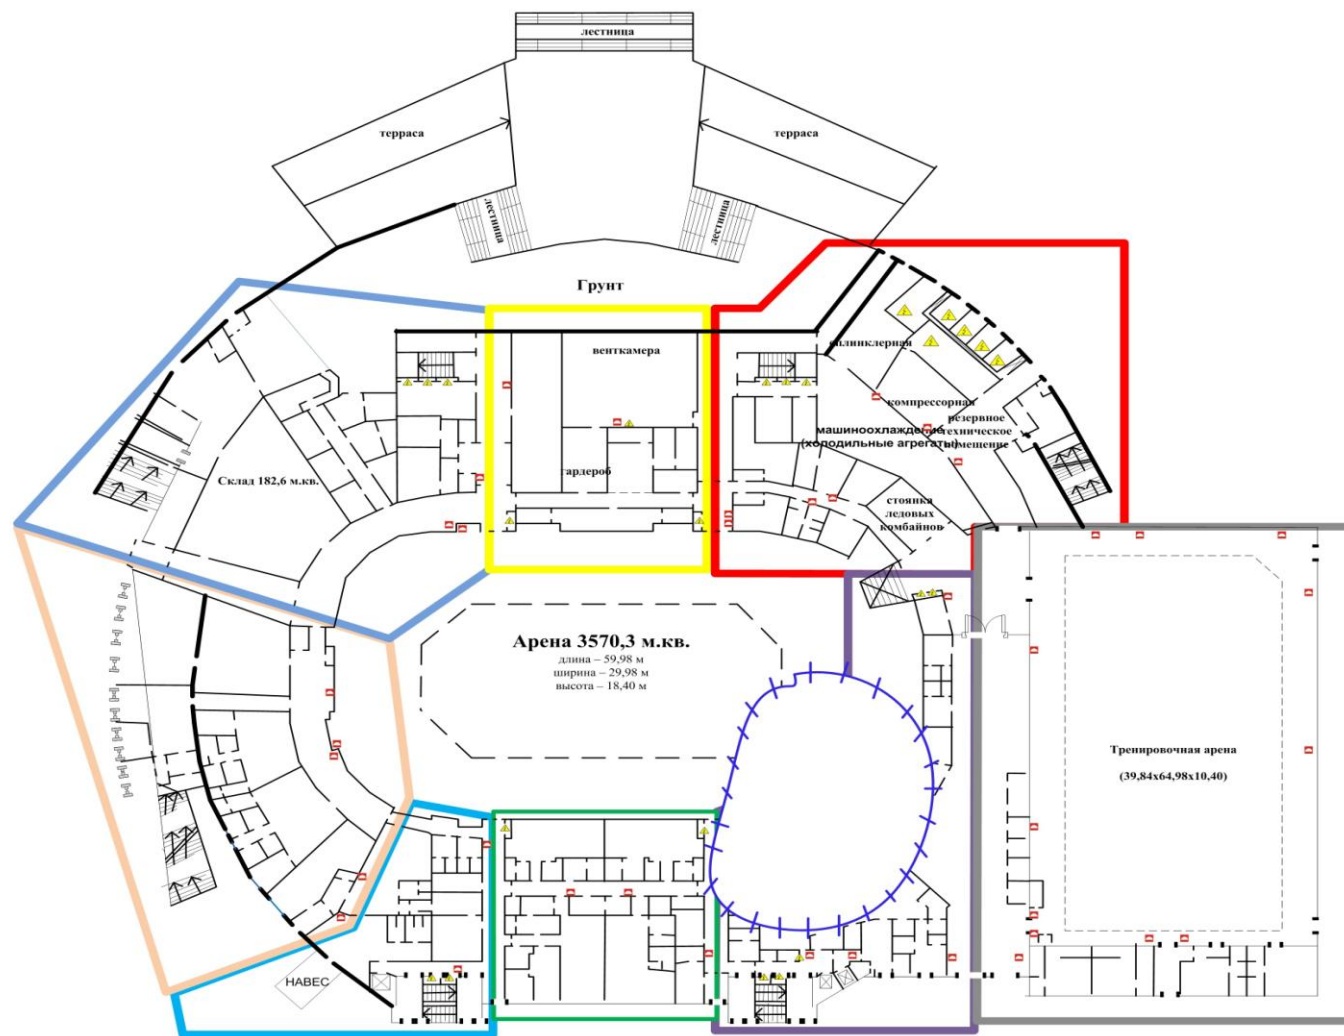 лестница
терраса
терраса
лестница
лестница
Грунт
венткамера
сплинклерная
компрессорная
резервное
техническое
помещение
машиноохлаждение
(холодильные агрегаты)
гардероб
Склад 182,6 м.кв.
стоянка
ледовых
комбайнов
Арена 3570,3 м.кв.
длина – 59,98 м
ширина – 29,98 м
высота – 18,40 м
Тренировочная арена
(39,84х64,98х10,40)
НАВЕС